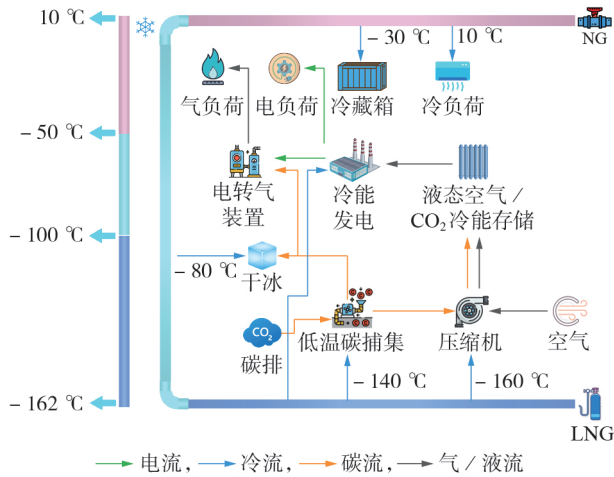 10 ℃
NG
- 30 ℃
10 ℃
气负荷
电负荷
冷藏箱
冷负荷
- 50 ℃
电转气
装置
冷能
发电
液态空气/
CO2冷能存储
- 100 ℃
- 80 ℃
干冰
CO2
碳排
低温碳捕集
压缩机
空气
- 140 ℃
- 160 ℃
- 162 ℃
LNG
电流, 冷流, 碳流, 气/液流